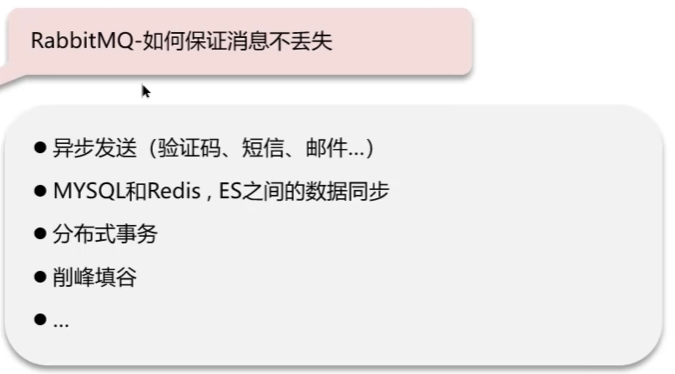 RabbitMQ-如何保证消息不丢失
● 异步发送（验证码、短信、邮件...）
● MYSQL和Redis , ES之间的数据同步
● 分布式事务
● 削峰填谷
● ...